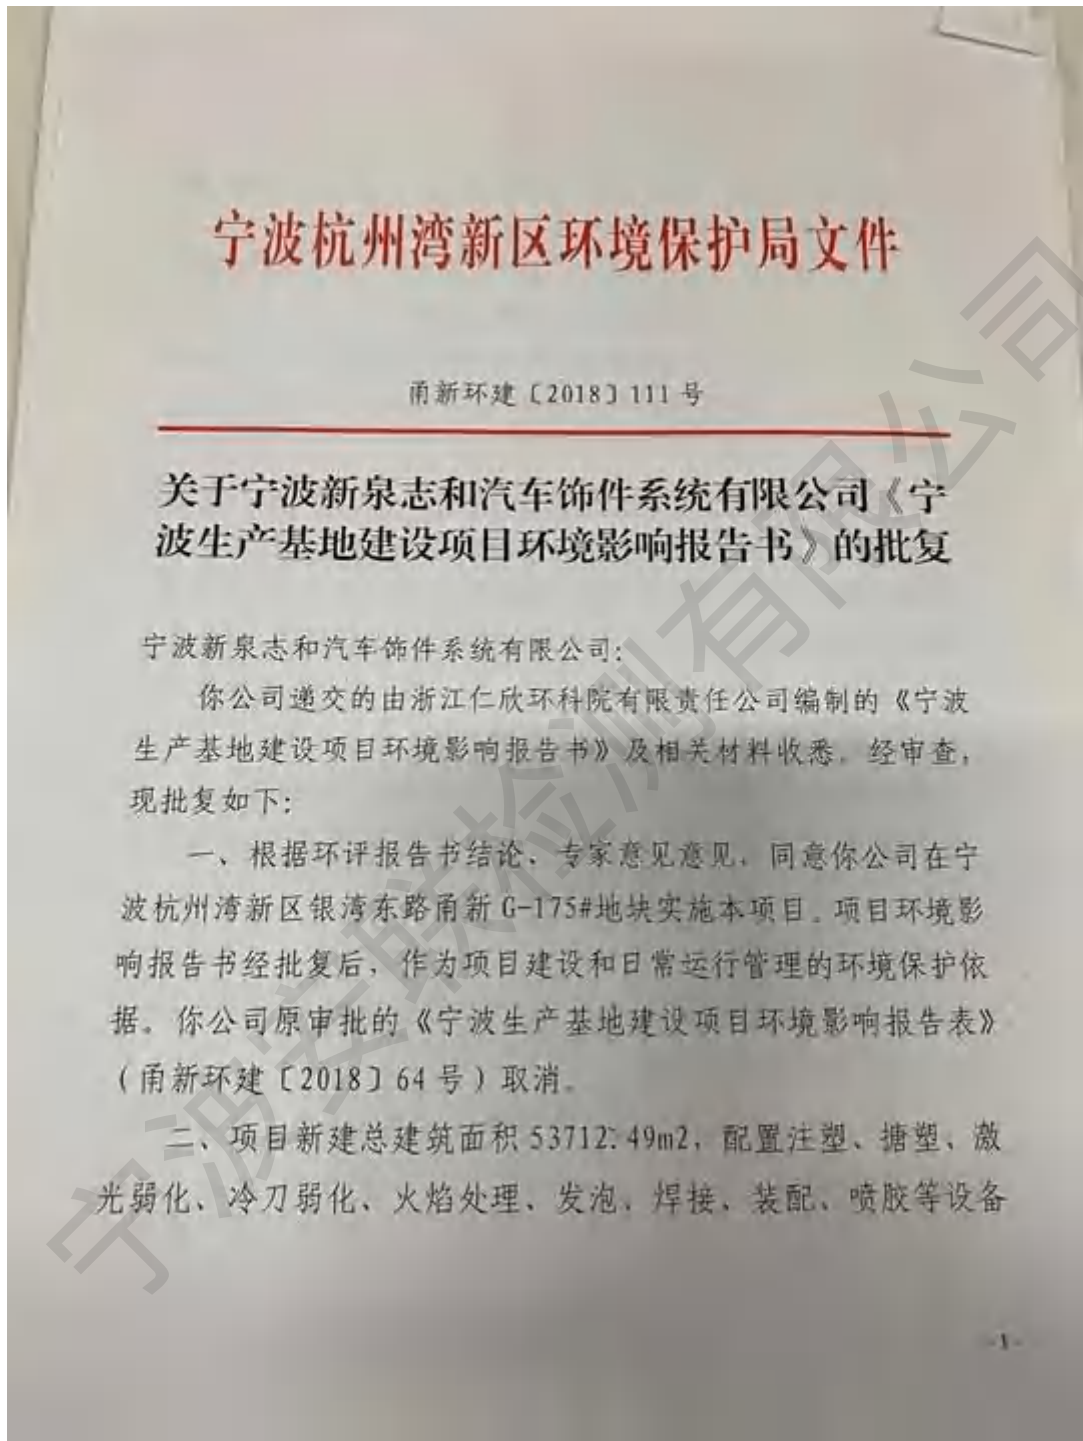 宁波杭州湾新区环境保护局文件
甬新环建〔2018〕111 号
关于宁波新泉志和汽车饰件系统有限公司《宁
波生产基地建设项目环境影响报告书》的批复
宁波新泉志和汽车饰件系统有限公司:
你公司递交的由浙江仁欣环科院有限责任公司编制的《宁波
生产基地建设项目环境影响报告书》及相关材料收悉。经审查,
现批复如下:
一、根据环评报告书结论、专家意见意见,同意你公司在宁
波杭州湾新区银湾东路甬新 G-175#地块实施本项目。项目环境影
响报告书经批复后,作为项目建设和日常运行管理的环境保护依
据。你公司原审批的《宁波生产基地建设项目环境影响报告表》
(甬新环建〔2018〕64 号)取消。
二、项目新建总建筑面积 53712.49m2,配置注塑、搪塑、激
光弱化、冷刀弱化、火焰处理、发泡、焊接、装配、喷胶等设备
-1-
宁波安联检测有限公司